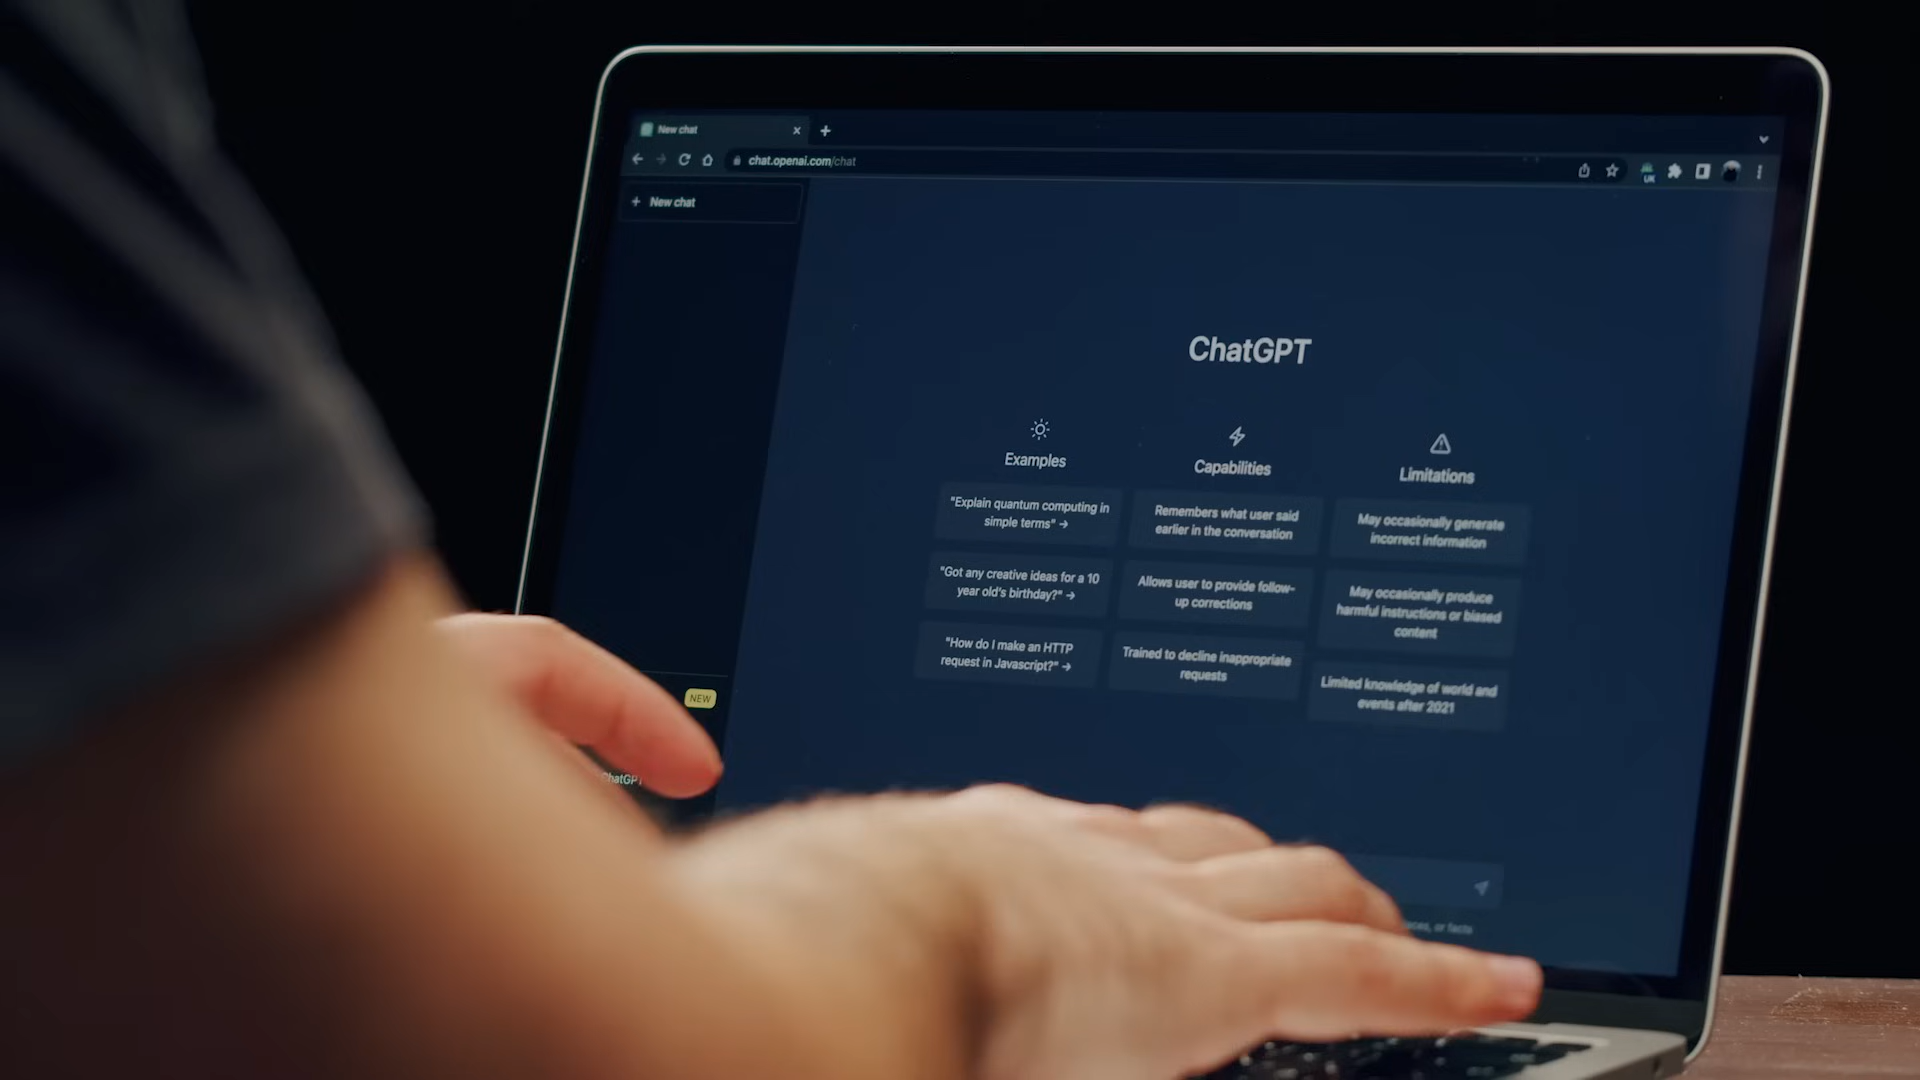 New chat
chat.openai.com/chat
UK
New chat
ChatGPT
Examples
Capabilities
Limitations
"Explain quantum computing in
simple terms" →
Remembers what user said
earlier in the conversation
May occasionally generate
incorrect information
"Got any creative ideas for a 10
year old's birthday?" →
Allows user to provide follow-
up corrections
May occasionally produce
harmful instructions or biased
content
"How do I make an HTTP
request in Javascript?" →
Trained to decline inappropriate
requests
Limited knowledge of world and
events after 2021
NEW
or facts